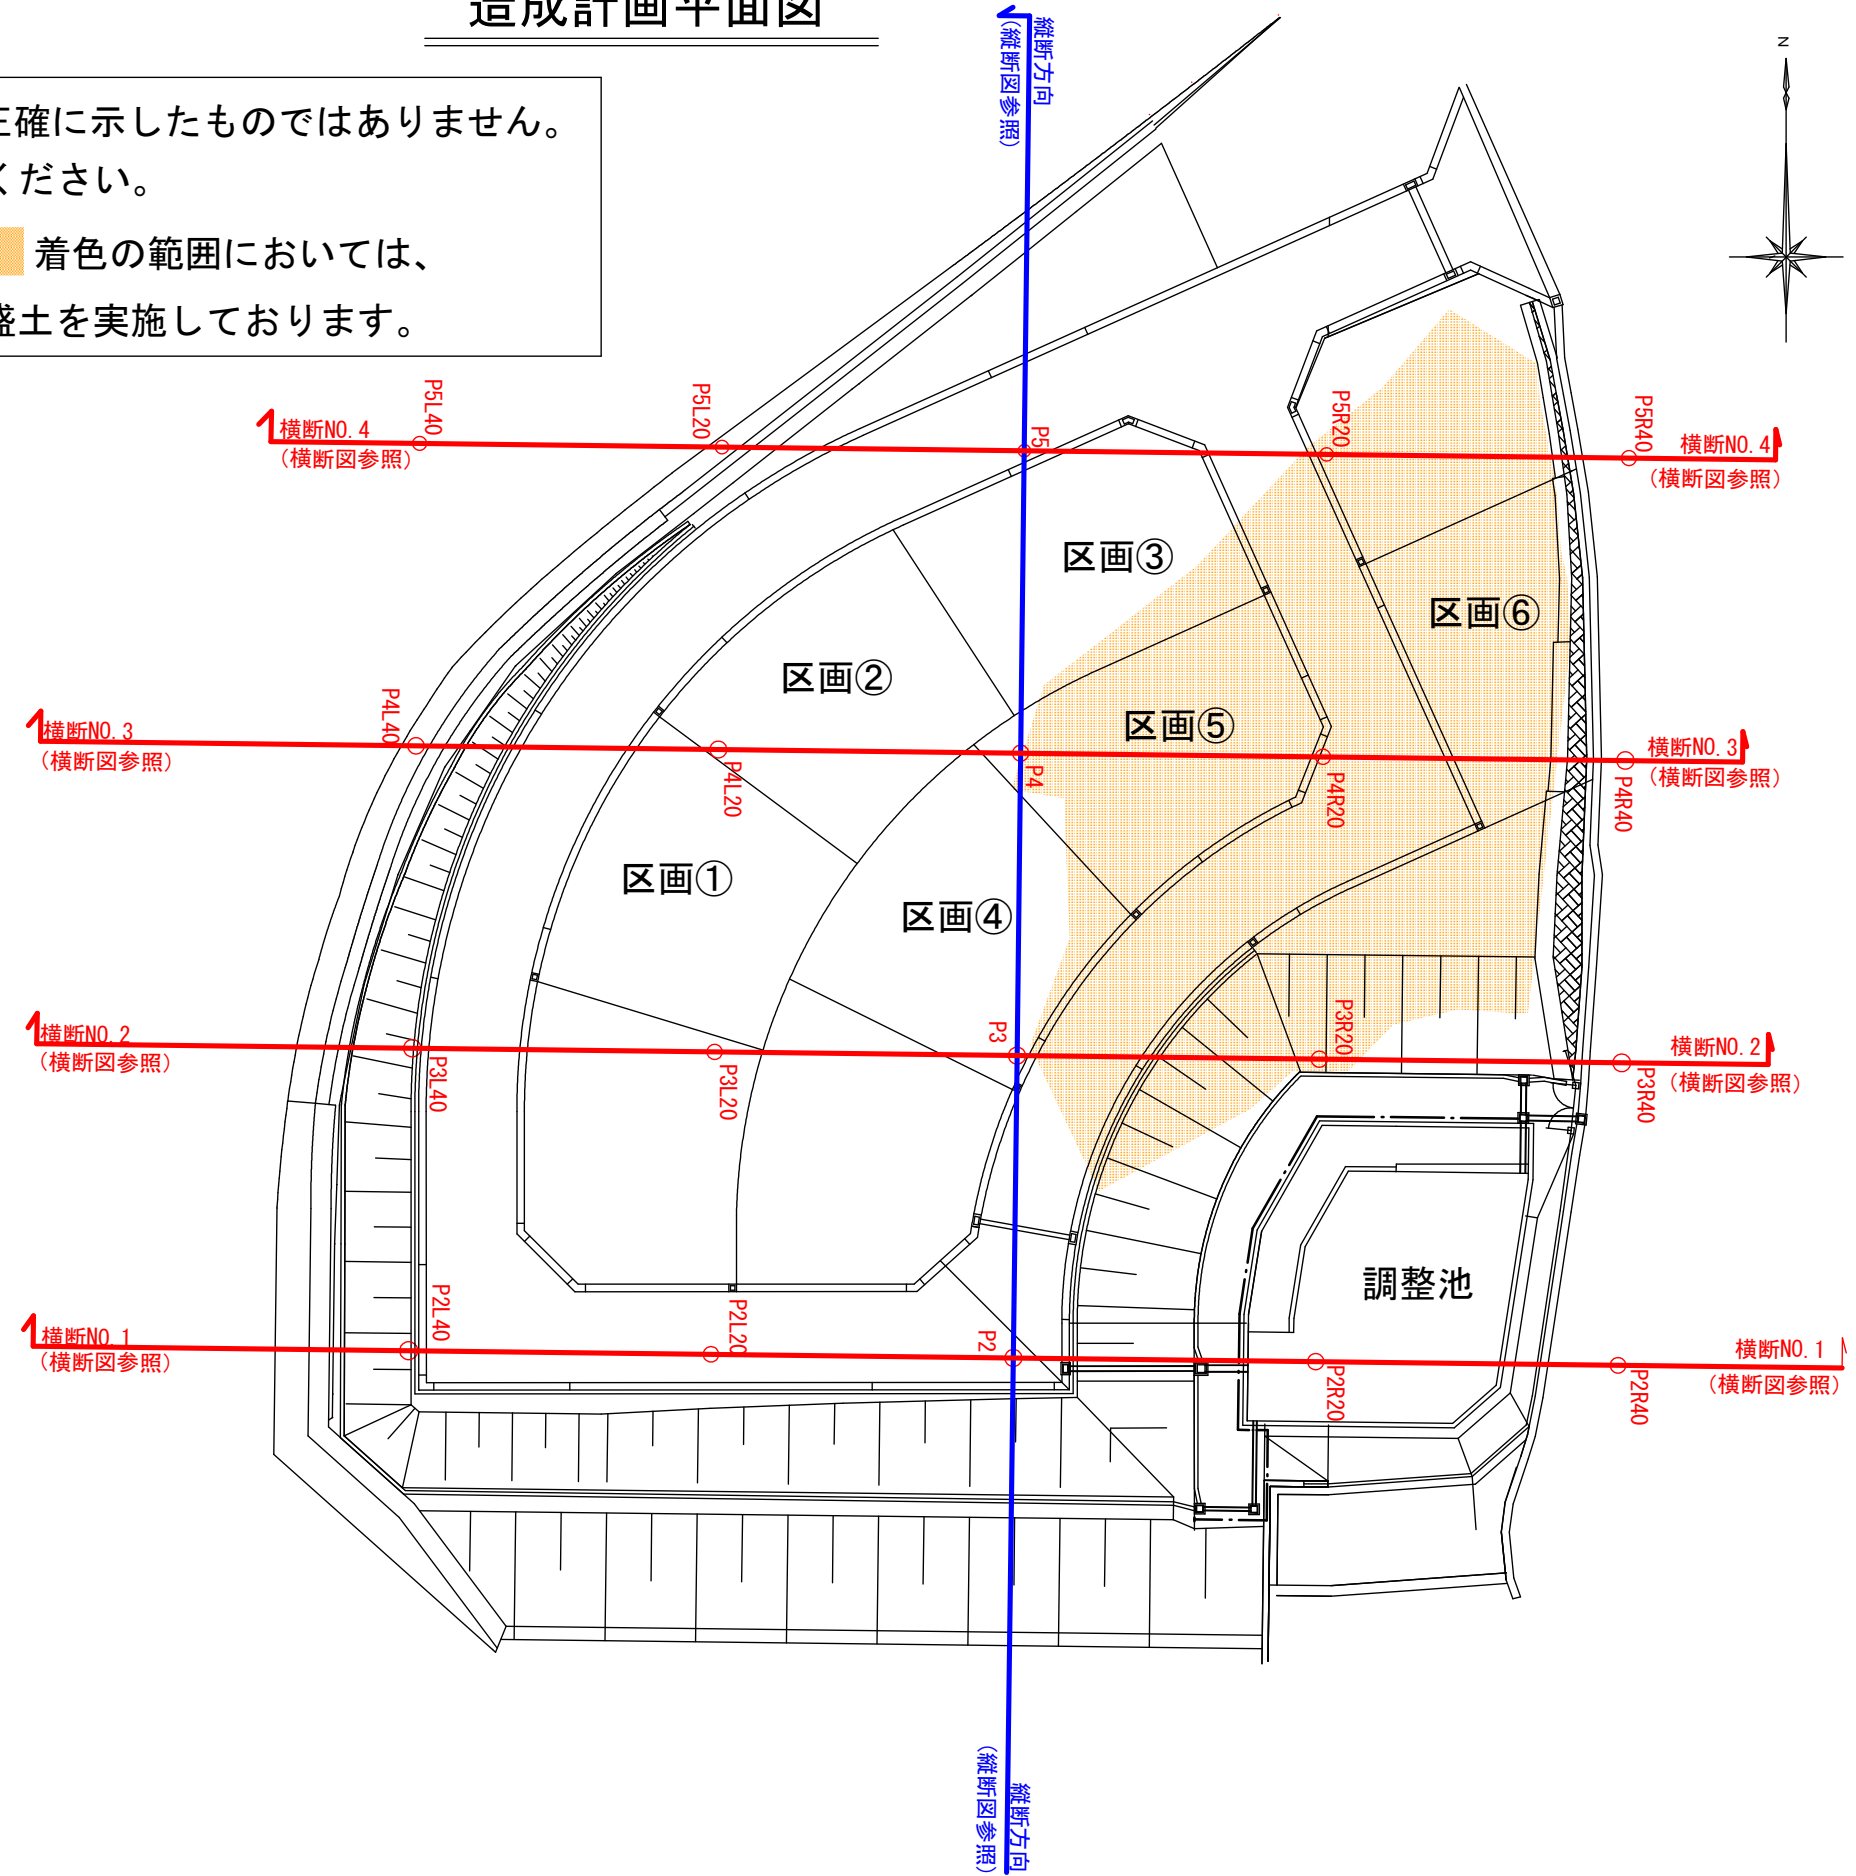 造成計画平面図
正確に示したものではありません。
ください。
着色の範囲においては、
盛土を実施しております。
N
縦断方向
(縦断図参照)
P5L40
P5L20
P5
P5R20
P5R40
横断NO.4
(横断図参照)
横断NO.4
(横断図参照)
区画③
区画⑥
区画②
区画⑤
P4L40
P4L20
P4
P4R20
P4R40
横断NO.3
(横断図参照)
横断NO.3
(横断図参照)
区画①
区画④
P3L40
P3L20
P3
P3R20
P3R40
横断NO.2
(横断図参照)
横断NO.2
(横断図参照)
調整池
P2L40
P2L20
P2
P2R20
P2R40
横断NO.1
(横断図参照)
横断NO.1
(横断図参照)
縦断方向
(縦断図参照)